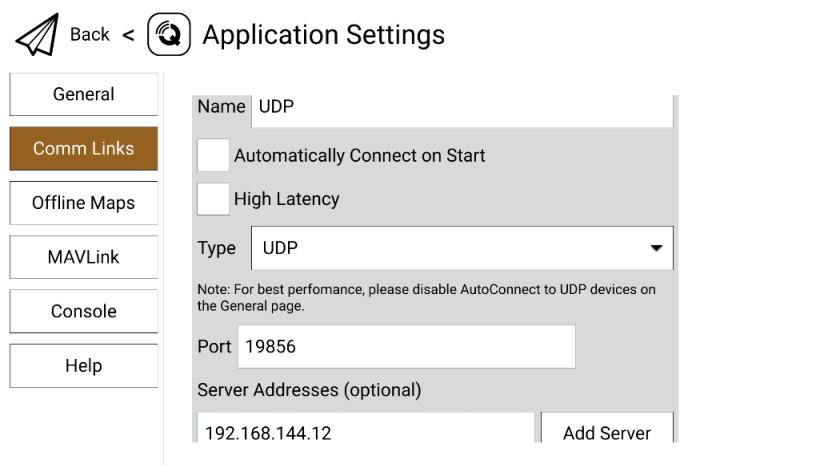 Back < Application Settings
General
Comm Links
Offline Maps
MAVLink
Console
Help
Name UDP
Automatically Connect on Start
High Latency
Type UDP
Note: For best perfomance, please disable AutoConnect to UDP devices on
the General page.
Port 19856
Server Addresses (optional)
192.168.144.12 Add Server